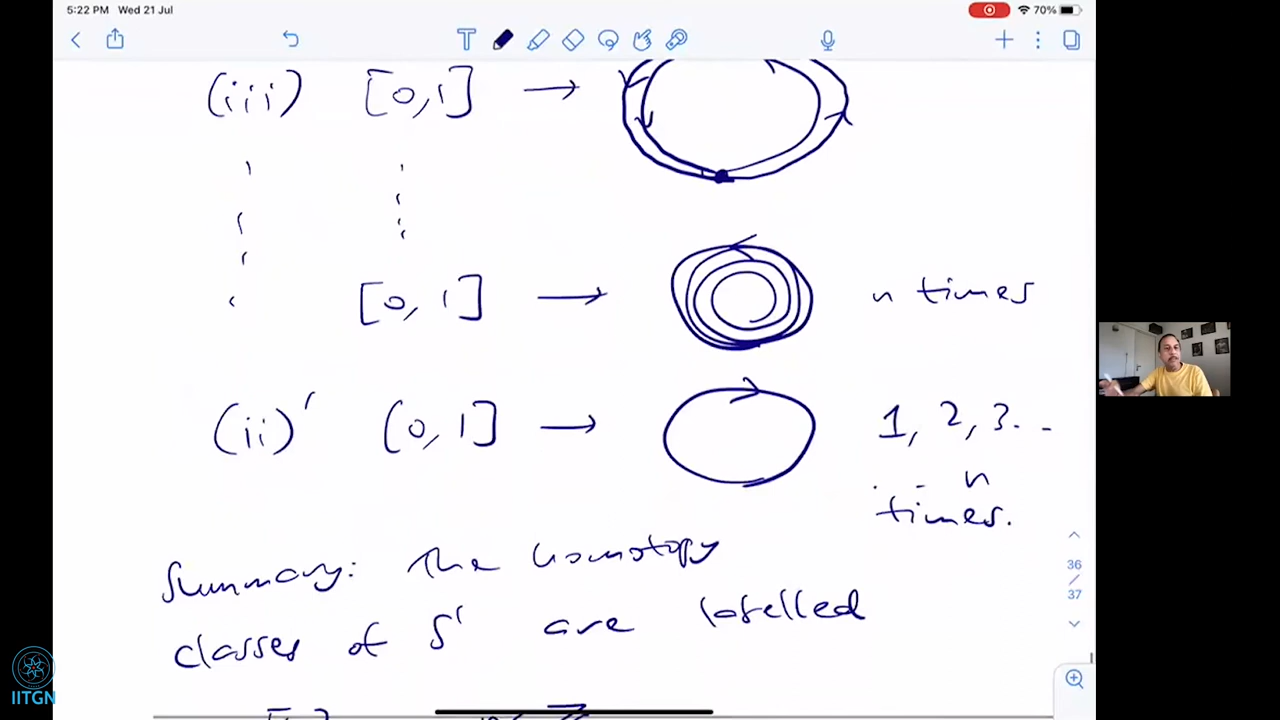 5:22 PM Wed 21 Jul
70%
(iii) [0,1] →
[0,1] → n times
(ii)' [0,1] → 1, 2, 3...
n
times.
Summary: The homotopy
classes of S' are labelled
36
37
IITGN